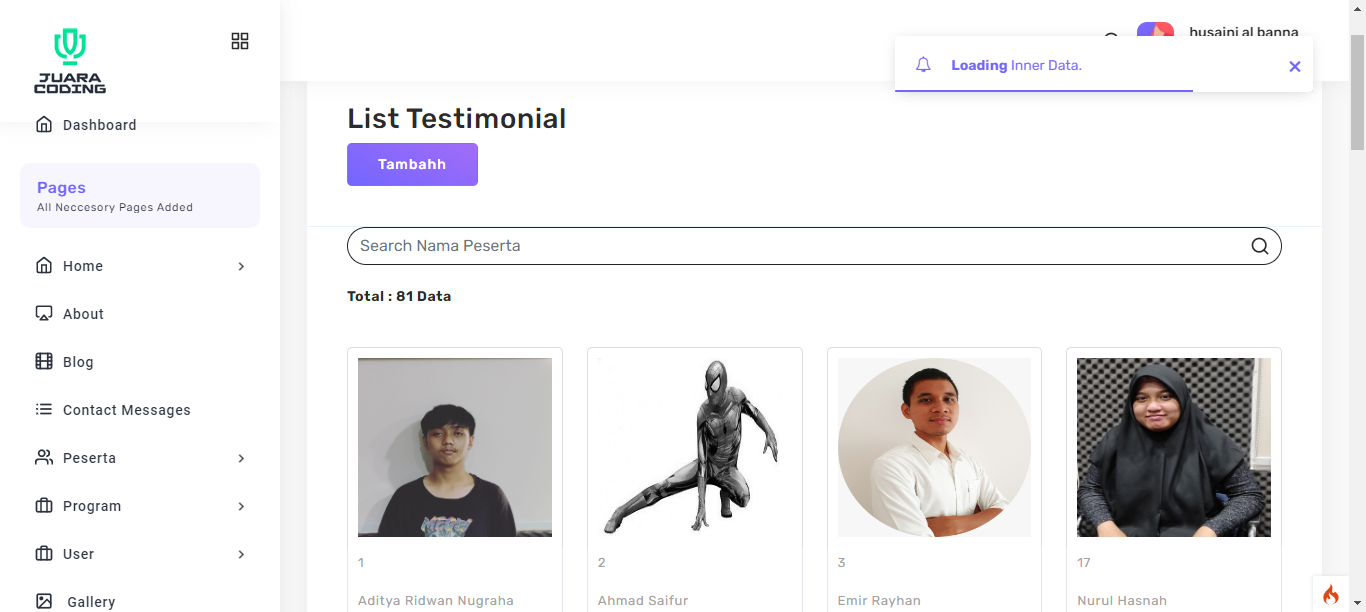 JUARA
CODING
Dashboard
Pages
All Neccesory Pages Added
Home
About
Blog
Contact Messages
Peserta
Program
User
Gallery
husaini al banna
Loading Inner Data.
List Testimonial
Tambahh
Search Nama Peserta
Total : 81 Data
1
Aditya Ridwan Nugraha
2
Ahmad Saifur
3
Emir Rayhan
17
Nurul Hasnah